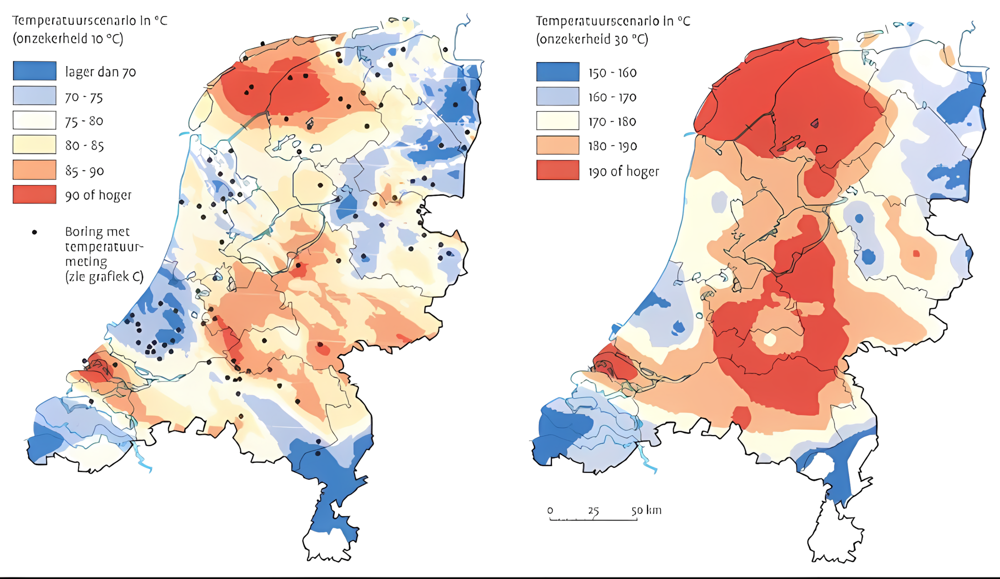 Temperatuurscenario in °C
(onzekerheid 10 °C)
lager dan 70
70 - 75
75 - 80
80 - 85
85 - 90
90 of hoger
Boring met
temperatuur-
meting
(zie grafiek C)
Temperatuurscenario in °C
(onzekerheid 30 °C)
150 - 160
160 - 170
170 - 180
180 - 190
190 of hoger
0 25 50 km